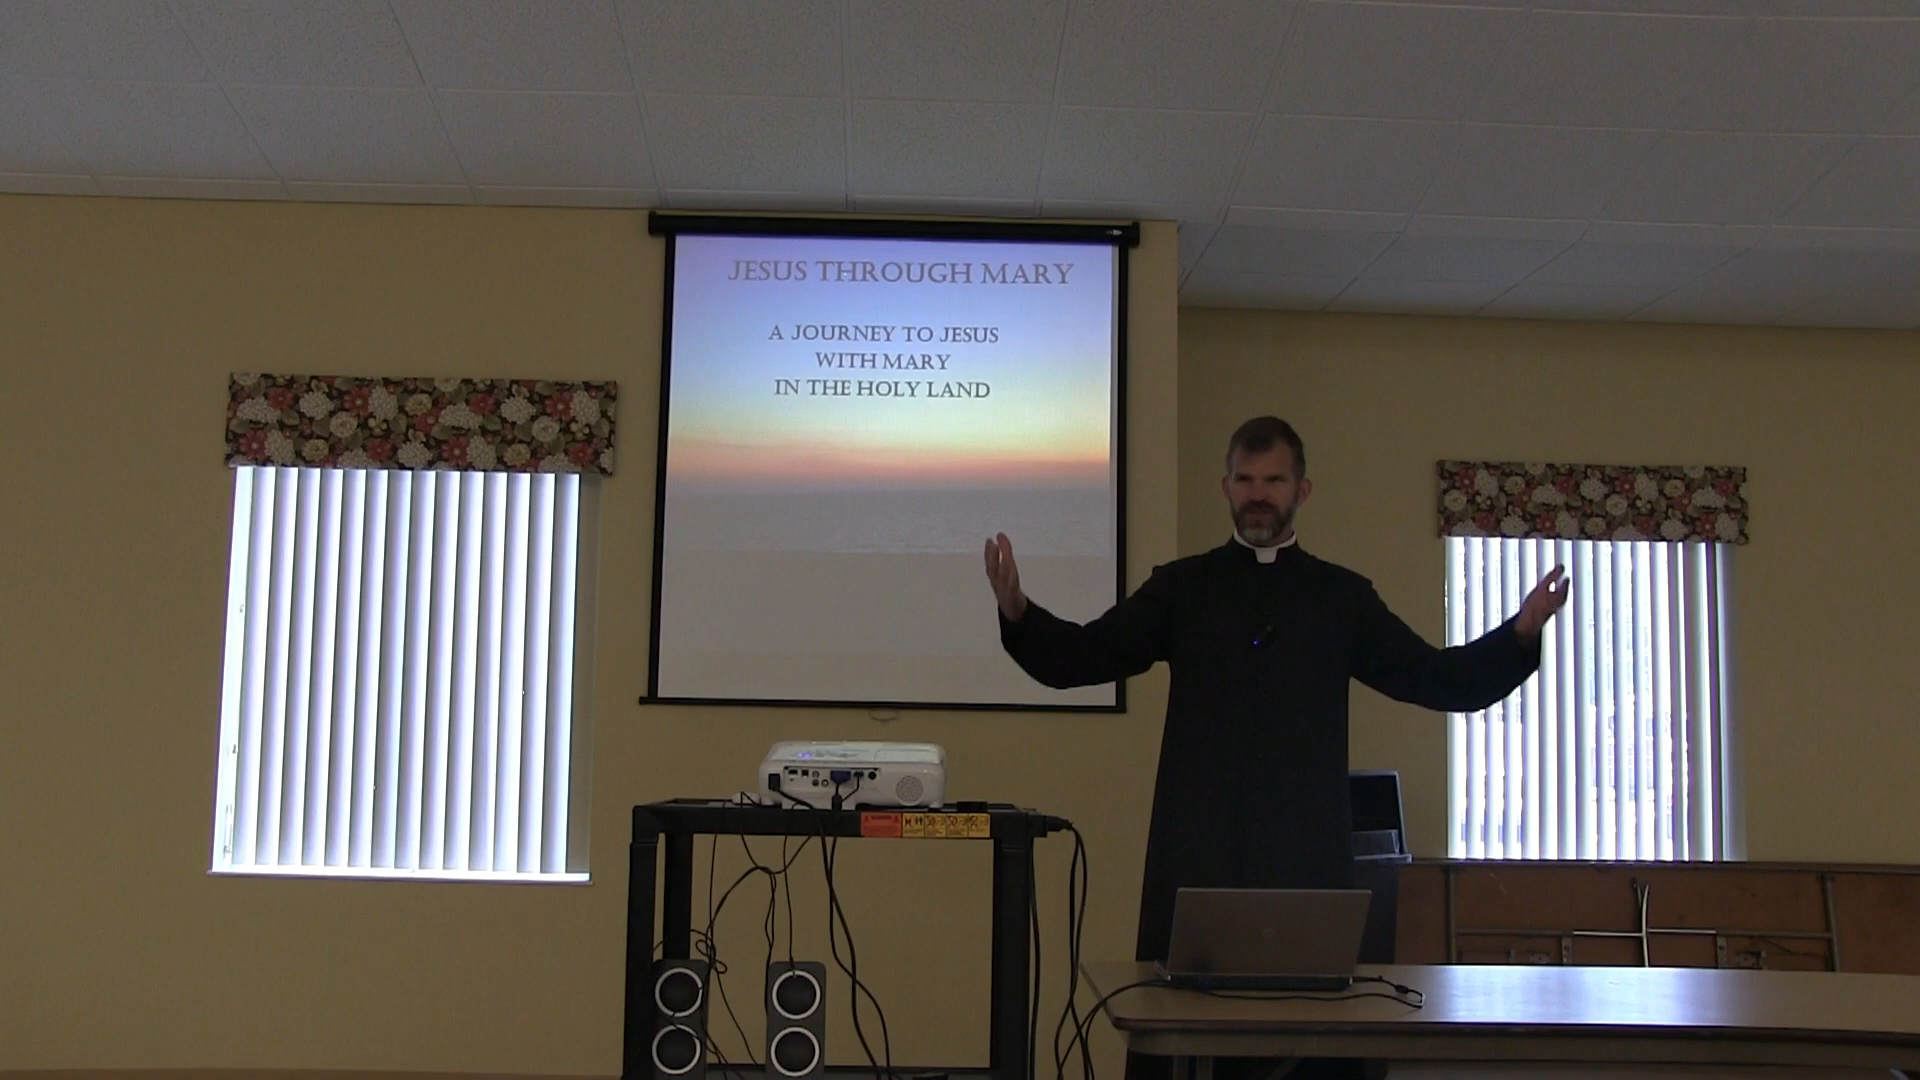 JESUS THROUGH MARY
A JOURNEY TO JESUS
WITH MARY
IN THE HOLY LAND